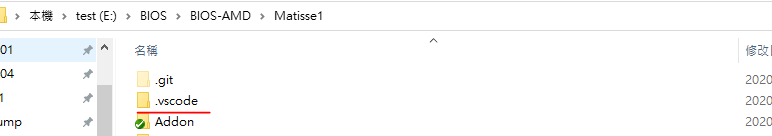 本機 > test (E:) > BIOS > BIOS-AMD > Matisse1
名稱
修改日
01
.git
2020
.vscode
2020
04
1
Addon
2020
ump